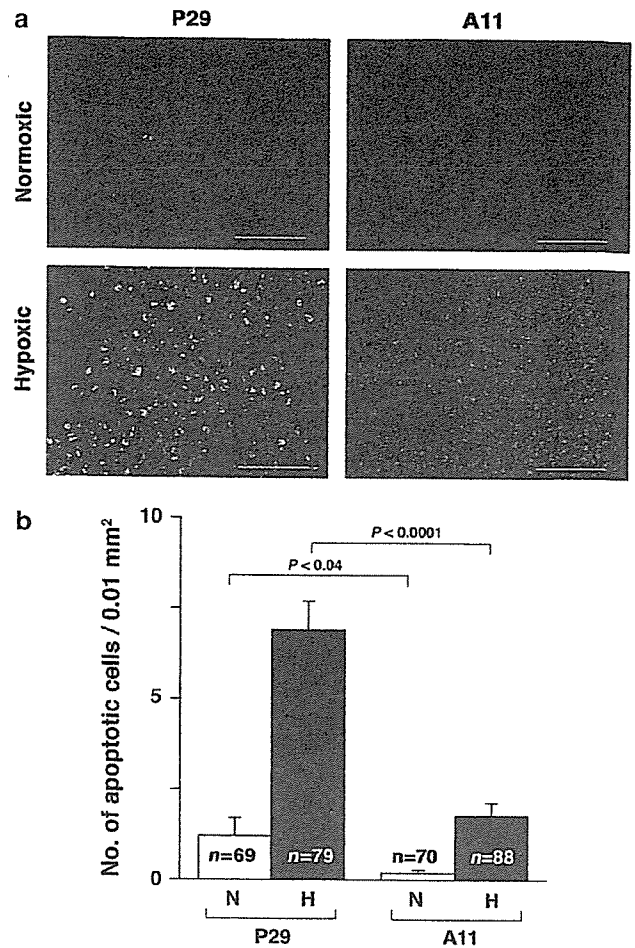 a
P29 A11
Normoxic
Hypoxic
b
No. of apoptotic cells / 0.01 mm²
10
5
0
P < 0.0001
P < 0.04
n=69 n=79 n=70 n=88
N H N H
P29 A11